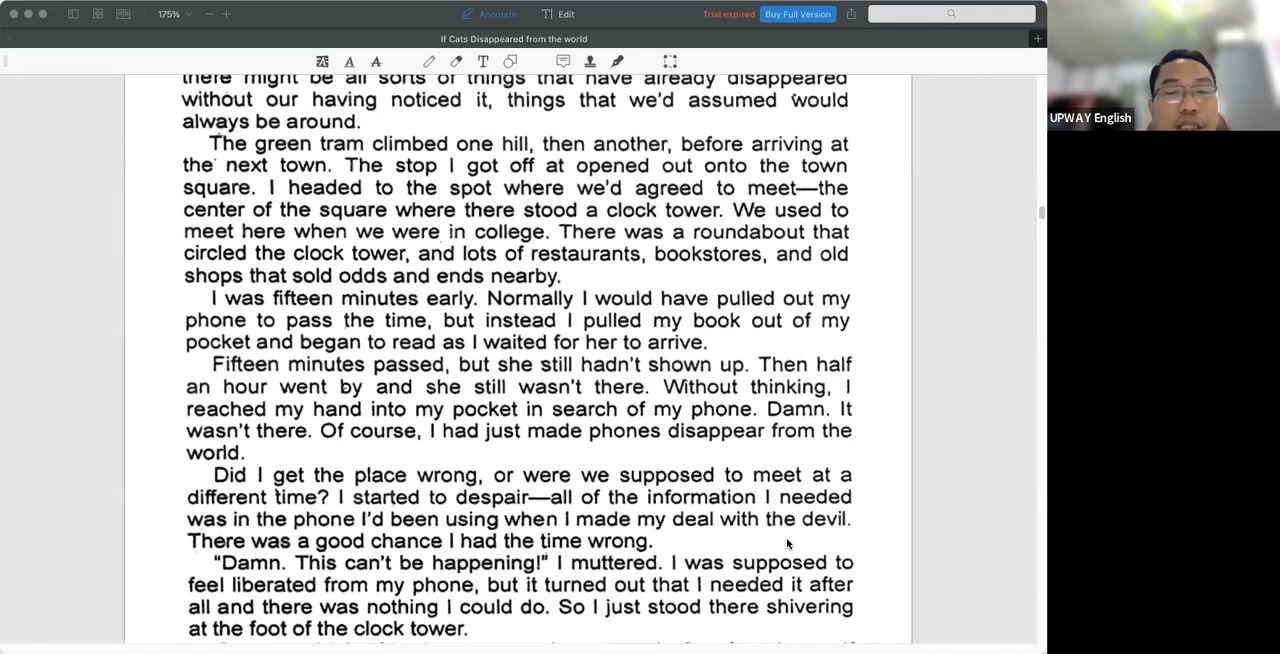 175%
Annotate
Edit
Trial expired
Buy Full Version
If Cats Disappeared from the world
there might be all sorts of things that have already disappeared
without our having noticed it, things that we'd assumed would
always be around.
The green tram climbed one hill, then another, before arriving at
the next town. The stop I got off at opened out onto the town
square. I headed to the spot where we'd agreed to meet—the
center of the square where there stood a clock tower. We used to
meet here when we were in college. There was a roundabout that
circled the clock tower, and lots of restaurants, bookstores, and old
shops that sold odds and ends nearby.
I was fifteen minutes early. Normally I would have pulled out my
phone to pass the time, but instead I pulled my book out of my
pocket and began to read as I waited for her to arrive.
Fifteen minutes passed, but she still hadn't shown up. Then half
an hour went by and she still wasn't there. Without thinking, I
reached my hand into my pocket in search of my phone. Damn. It
wasn't there. Of course, I had just made phones disappear from the
world.
Did I get the place wrong, or were we supposed to meet at a
different time? I started to despair—all of the information I needed
was in the phone I'd been using when I made my deal with the devil.
There was a good chance I had the time wrong.
"Damn. This can't be happening!" I muttered. I was supposed to
feel liberated from my phone, but it turned out that I needed it after
all and there was nothing I could do. So I just stood there shivering
at the foot of the clock tower.
UPWAY English